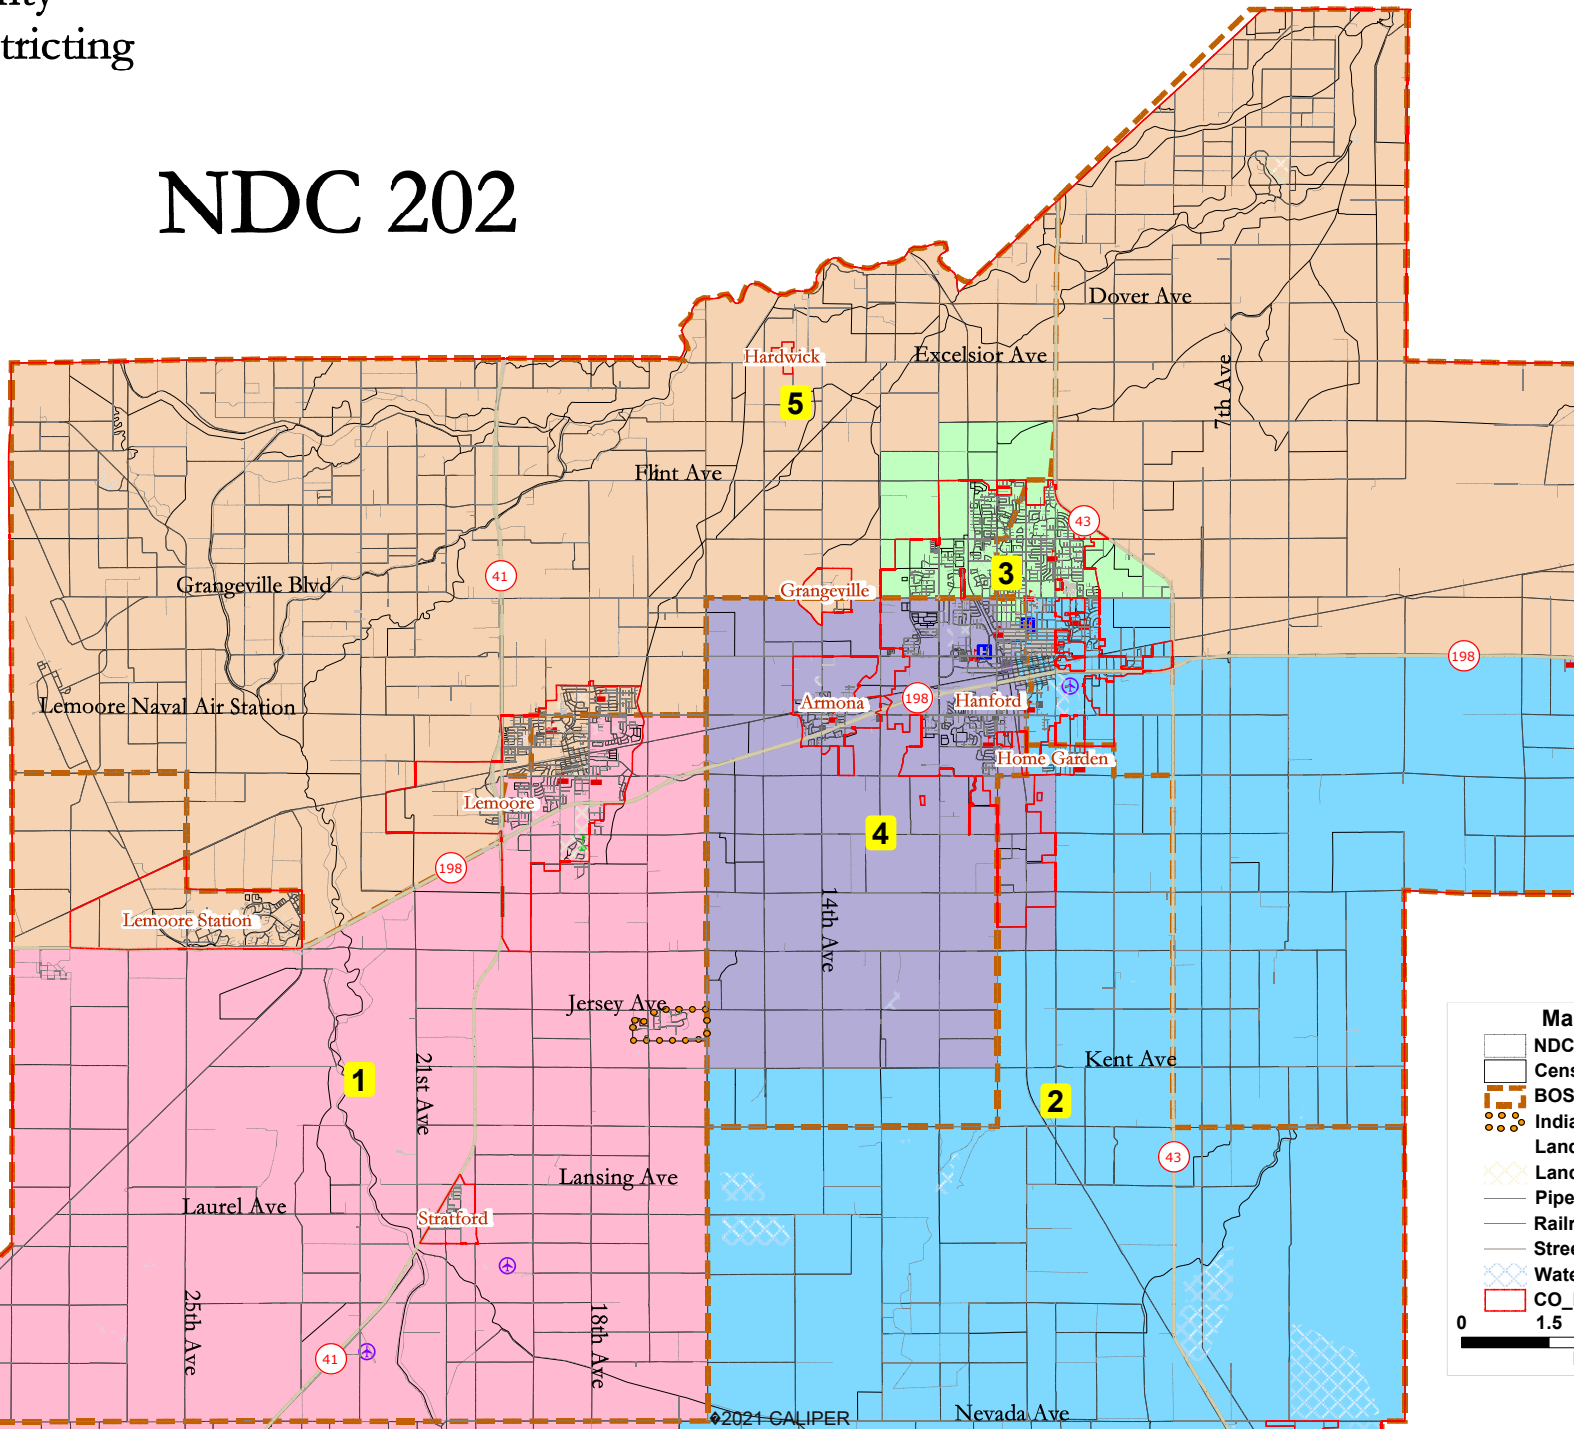 tricting
NDC 202
Dover Ave
Excelsior Ave
Hardwick
7th Ave
5
Flint Ave
43
3
41
Grangeville Blvd
Grangeville
198
Lemoore Naval Air Station
Armona
198
Hanford
Home Garden
Lemoore
4
198
Lemoore Station
14th Ave
Jersey Ave
Kent Ave
1
21st Ave
2
43
Lansing Ave
Laurel Ave
Stratford
25th Ave
18th Ave
41
Nevada Ave
�2021 CALIPER
Ma
NDC
Cens
BOS
India
Land
Land
Pipe
Railr
Stree
Wate
CO_
0 1.5